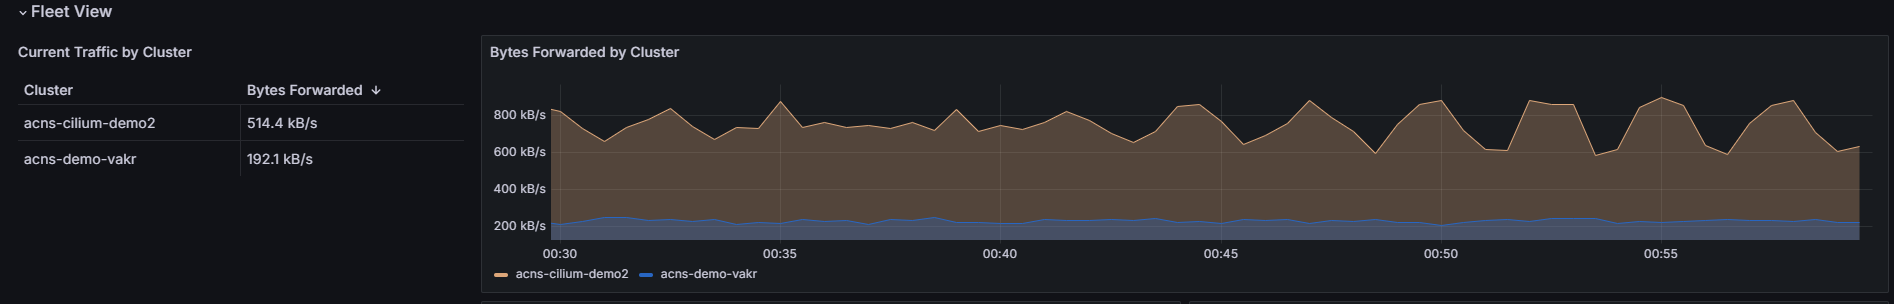 Fleet View
Current Traffic by Cluster
Cluster Bytes Forwarded
acns-cilium-demo2 514.4 kB/s
acns-demo-vakr 192.1 kB/s
Bytes Forwarded by Cluster
800 kB/s
600 kB/s
400 kB/s
200 kB/s
00:30 00:35 00:40 00:45 00:50 00:55
acns-cilium-demo2 acns-demo-vakr